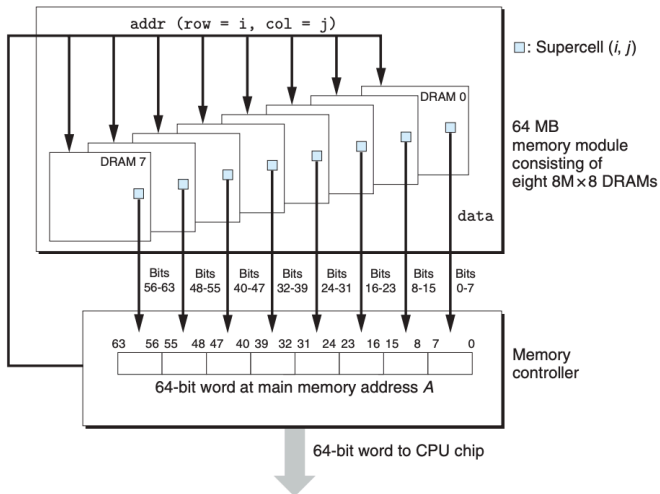 addr (row = i, col = j)
: Supercell (i, j)
DRAM 0
DRAM 7
64 MB
memory module
consisting of
eight 8M×8 DRAMs
data
Bits
56-63
Bits
48-55
Bits
40-47
Bits
32-39
Bits
24-31
Bits
16-23
Bits
8-15
Bits
0-7
63 56 55 48 47 40 39 32 31 24 23 16 15 8 7 0
64-bit word at main memory address A
Memory
controller
64-bit word to CPU chip